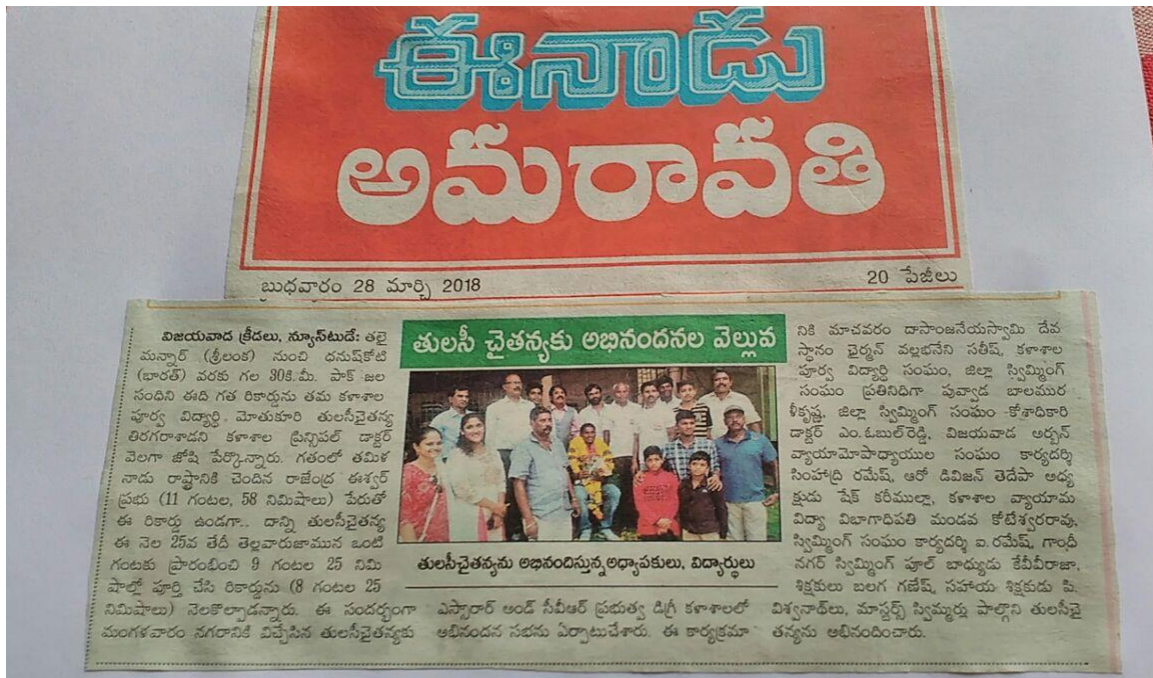 ఈనాడు
అమరావతి
బుధవారం 28 మార్చి 2018
20 పేజీలు
తులసీ చైతన్యకు అభినందనల వెల్లువ
విజయవాడ క్రీడలు, న్యూస్‌టుడే: తలై
మన్నార్ (శ్రీలంక) నుంచి ధనుష్‌కోటి
(భారత్) వరకు గల 30కి.మీ. పాక్ జల
సంధిని ఈది గత రికార్డును తమ కళాశాల
పూర్వ విద్యార్థి, మోతుకూరి తులసీచైతన్య
తిరగరాశాడని కళాశాల ప్రిన్సిపల్ డాక్టర్
వెలగా జోషి పేర్కొన్నారు. గతంలో తమిళ
నాడు రాష్ట్రానికి చెందిన రాజేంద్ర ఈశ్వర్
ప్రభు (11 గంటల, 58 నిమిషాలు) పేరుతో
ఈ రికార్డు ఉండగా.. దాన్ని తులసీచైతన్య
ఈ నెల 25వ తేదీ తెల్లవారుజామున ఒంటి
గంటకు ప్రారంభించి 9 గంటల 25 నిమి
షాల్లో పూర్తి చేసి రికార్డును (8 గంటల 25
నిమిషాలు) నెలకొల్పాడన్నారు. ఈ సందర్భంగా
మంగళవారం నగరానికి విచ్చేసిన తులసీచైతన్యకు
తులసీచైతన్యను అభినందిస్తున్న అధ్యాపకులు, విద్యార్థులు
ఎస్సారార్ అండ్ సీవీఆర్ ప్రభుత్వ డిగ్రీ కళాశాలలో
అభినందన సభను ఏర్పాటుచేశారు. ఈ కార్యక్రమా
నికి మాచవరం దాసాంజనేయస్వామి దేవ
స్థానం ఛైర్మన్ వల్లభనేని సతీష్, కళాశాల
పూర్వ విద్యార్థి సంఘం, జిల్లా స్విమ్మింగ్
సంఘం ప్రతినిధిగా పువ్వాడ బాలముర
ళీకృష్ణ, జిల్లా స్విమ్మింగ్ సంఘం కోశాధికారి
డాక్టర్ ఎం.ఓబుల్‌రెడ్డి, విజయవాడ అర్బన్
వ్యాయామోపాధ్యాయుల సంఘం కార్యదర్శి
సింహాద్రి రమేష్, ఆరో డివిజన్ తెదేపా అధ్య
క్షుడు షేక్ కరీముల్లా, కళాశాల వ్యాయామ
విద్యా విభాగాధిపతి మండవ కోటేశ్వరరావు,
స్విమ్మింగ్ సంఘం కార్యదర్శి ఐ.రమేష్, గాంధీ
నగర్ స్విమ్మింగ్ పూల్ బాధ్యుడు కేవీవీరాజా,
శిక్షకులు బలగ గణేష్, సహాయ శిక్షకుడు పి.
విశ్వనాథ్‌లు, మాస్టర్స్ స్విమ్మర్లు పాల్గొని తులసీచై
తన్యను అభినందించారు.